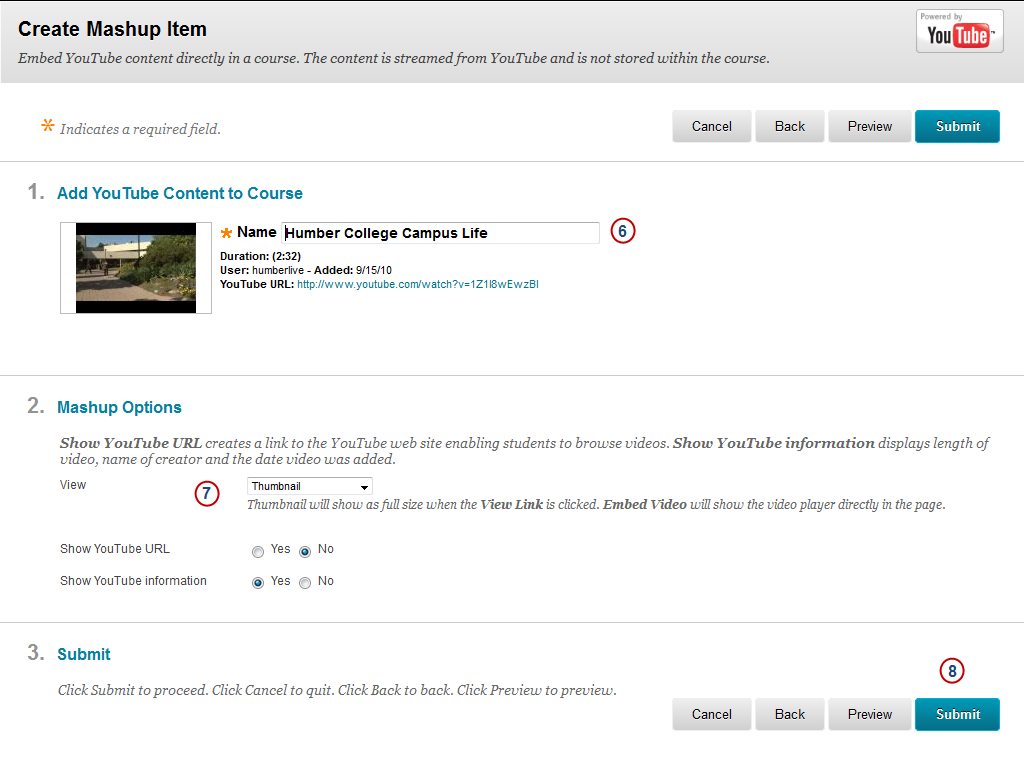 Create Mashup Item
Embed YouTube content directly in a course. The content is streamed from YouTube and is not stored within the course.
Powered by
YouTube™
* Indicates a required field.
Cancel Back Preview Submit
1. Add YouTube Content to Course
* Name Humber College Campus Life 6
Duration: (2:32)
User: humberlive - Added: 9/15/10
YouTube URL: http://www.youtube.com/watch?v=1Z1l8wEwzBI
2. Mashup Options
Show YouTube URL creates a link to the YouTube web site enabling students to browse videos. Show YouTube information displays length of
video, name of creator and the date video was added.
View 7 Thumbnail
Thumbnail will show as full size when the View Link is clicked. Embed Video will show the video player directly in the page.
Show YouTube URL Yes No
Show YouTube information Yes No
3. Submit
8
Click Submit to proceed. Click Cancel to quit. Click Back to back. Click Preview to preview.
Cancel Back Preview Submit